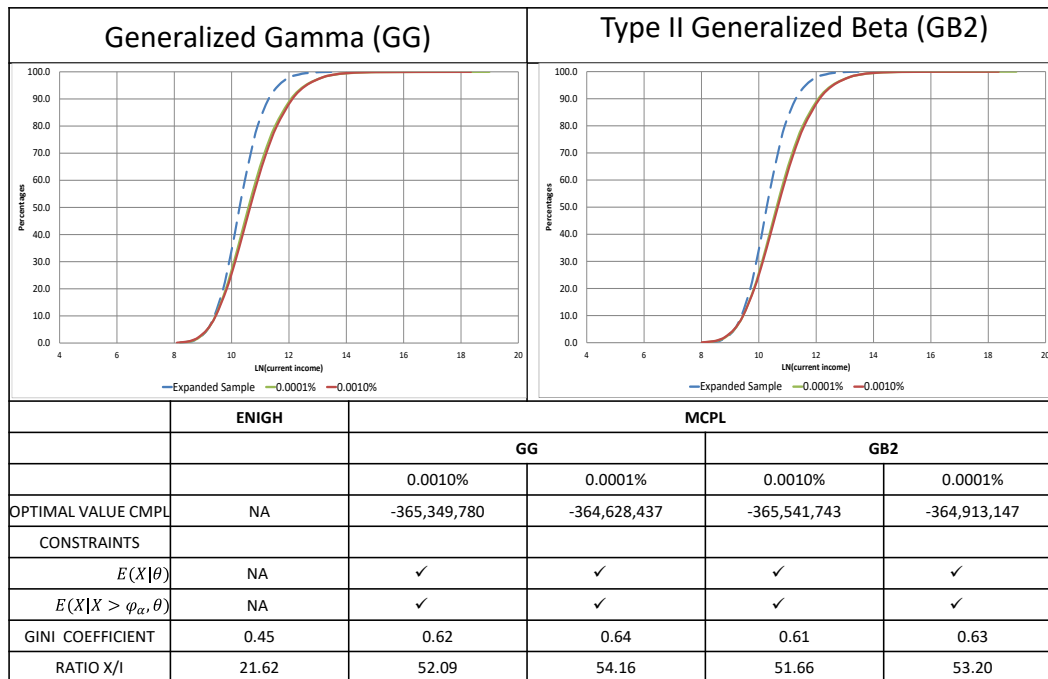 Generalized Gamma (GG)
Type II Generalized Beta (GB2)
100.0
90.0
80.0
70.0
60.0
50.0
40.0
30.0
20.0
10.0
0.0
Percentages
4 6 8 10 12 14 16 18 20
LN(current income)
Expanded Sample 0.0001% 0.0010%
100.0
90.0
80.0
70.0
60.0
50.0
40.0
30.0
20.0
10.0
0.0
Percentages
4 6 8 10 12 14 16 18 20
LN(current income)
Expanded Sample 0.0001% 0.0010%
ENIGH MCPL
GG GB2
0.0010% 0.0001% 0.0010% 0.0001%
OPTIMAL VALUE CMPL NA -365,349,780 -364,628,437 -365,541,743 -364,913,147
CONSTRAINTS
E(X|θ) NA ✓ ✓ ✓ ✓
E(X|X > φα, θ) NA ✓ ✓ ✓ ✓
GINI COEFFICIENT 0.45 0.62 0.64 0.61 0.63
RATIO X/I 21.62 52.09 54.16 51.66 53.20